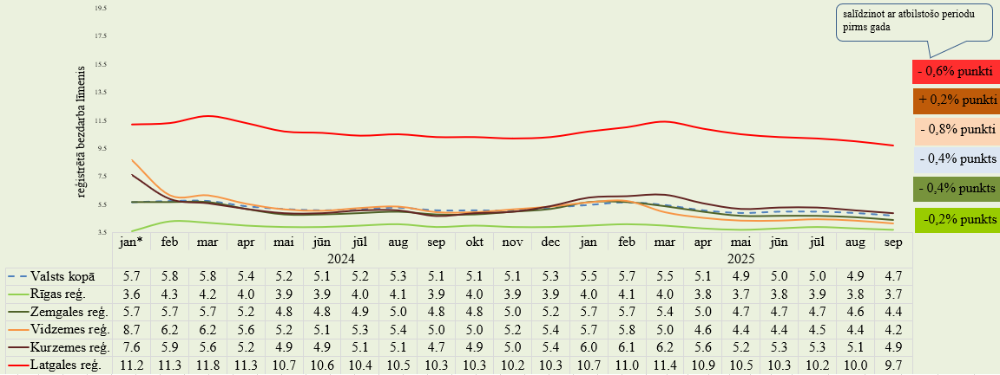 19.5
17.5
15.5
13.5
11.5
9.5
7.5
5.5
3.5
reģistrētā bezdarba līmenis
salīdzinot ar atbilstošo periodu
pirms gada
- 0,6% punkti
+ 0,2% punkti
- 0,8% punkti
- 0,4% punkts
- 0,4% punkts
-0,2% punkts
jan* feb mar apr mai jūn jūl aug sep okt nov dec jan feb mar apr mai jūn jūl aug sep
2024 2025
Valsts kopā 5.7 5.8 5.8 5.4 5.2 5.1 5.2 5.3 5.1 5.1 5.1 5.3 5.5 5.7 5.5 5.1 4.9 5.0 5.0 4.9 4.7
Rīgas reģ. 3.6 4.3 4.2 4.0 3.9 3.9 4.0 4.1 3.9 4.0 3.9 3.9 4.0 4.1 4.0 3.8 3.7 3.8 3.9 3.8 3.7
Zemgales reģ. 5.7 5.7 5.7 5.2 4.8 4.8 4.9 5.0 4.8 4.8 5.0 5.2 5.7 5.7 5.4 5.0 4.7 4.7 4.7 4.6 4.4
Vidzemes reģ. 8.7 6.2 6.2 5.6 5.2 5.1 5.3 5.4 5.0 5.0 5.2 5.4 5.7 5.8 5.0 4.6 4.4 4.4 4.5 4.4 4.2
Kurzemes reģ. 7.6 5.9 5.6 5.2 4.9 4.9 5.1 5.1 4.7 4.9 5.0 5.4 6.0 6.1 6.2 5.6 5.2 5.3 5.3 5.1 4.9
Latgales reģ. 11.2 11.3 11.8 11.3 10.7 10.6 10.4 10.5 10.3 10.3 10.2 10.3 10.7 11.0 11.4 10.9 10.5 10.3 10.2 10.0 9.7